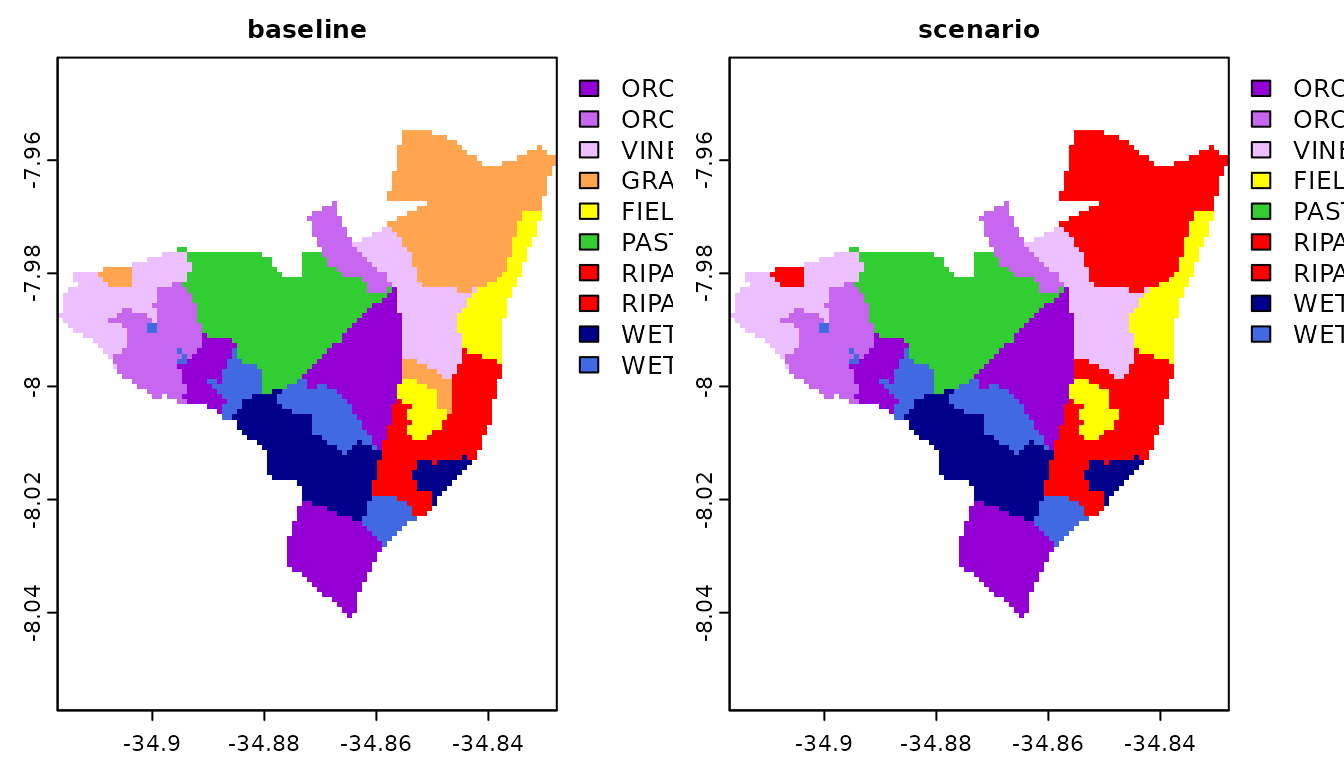 baseline
ORC
ORC
VINE
GRA
FIEL
PAST
RIPA
RIPA
WET
WET
-7.96
-7.98
-8
-8.02
-8.04
-34.9 -34.88 -34.86 -34.84
scenario
ORC
ORC
VINE
FIEL
PAST
RIPA
RIPA
WET
WET
-7.96
-7.98
-8
-8.02
-8.04
-34.9 -34.88 -34.86 -34.84